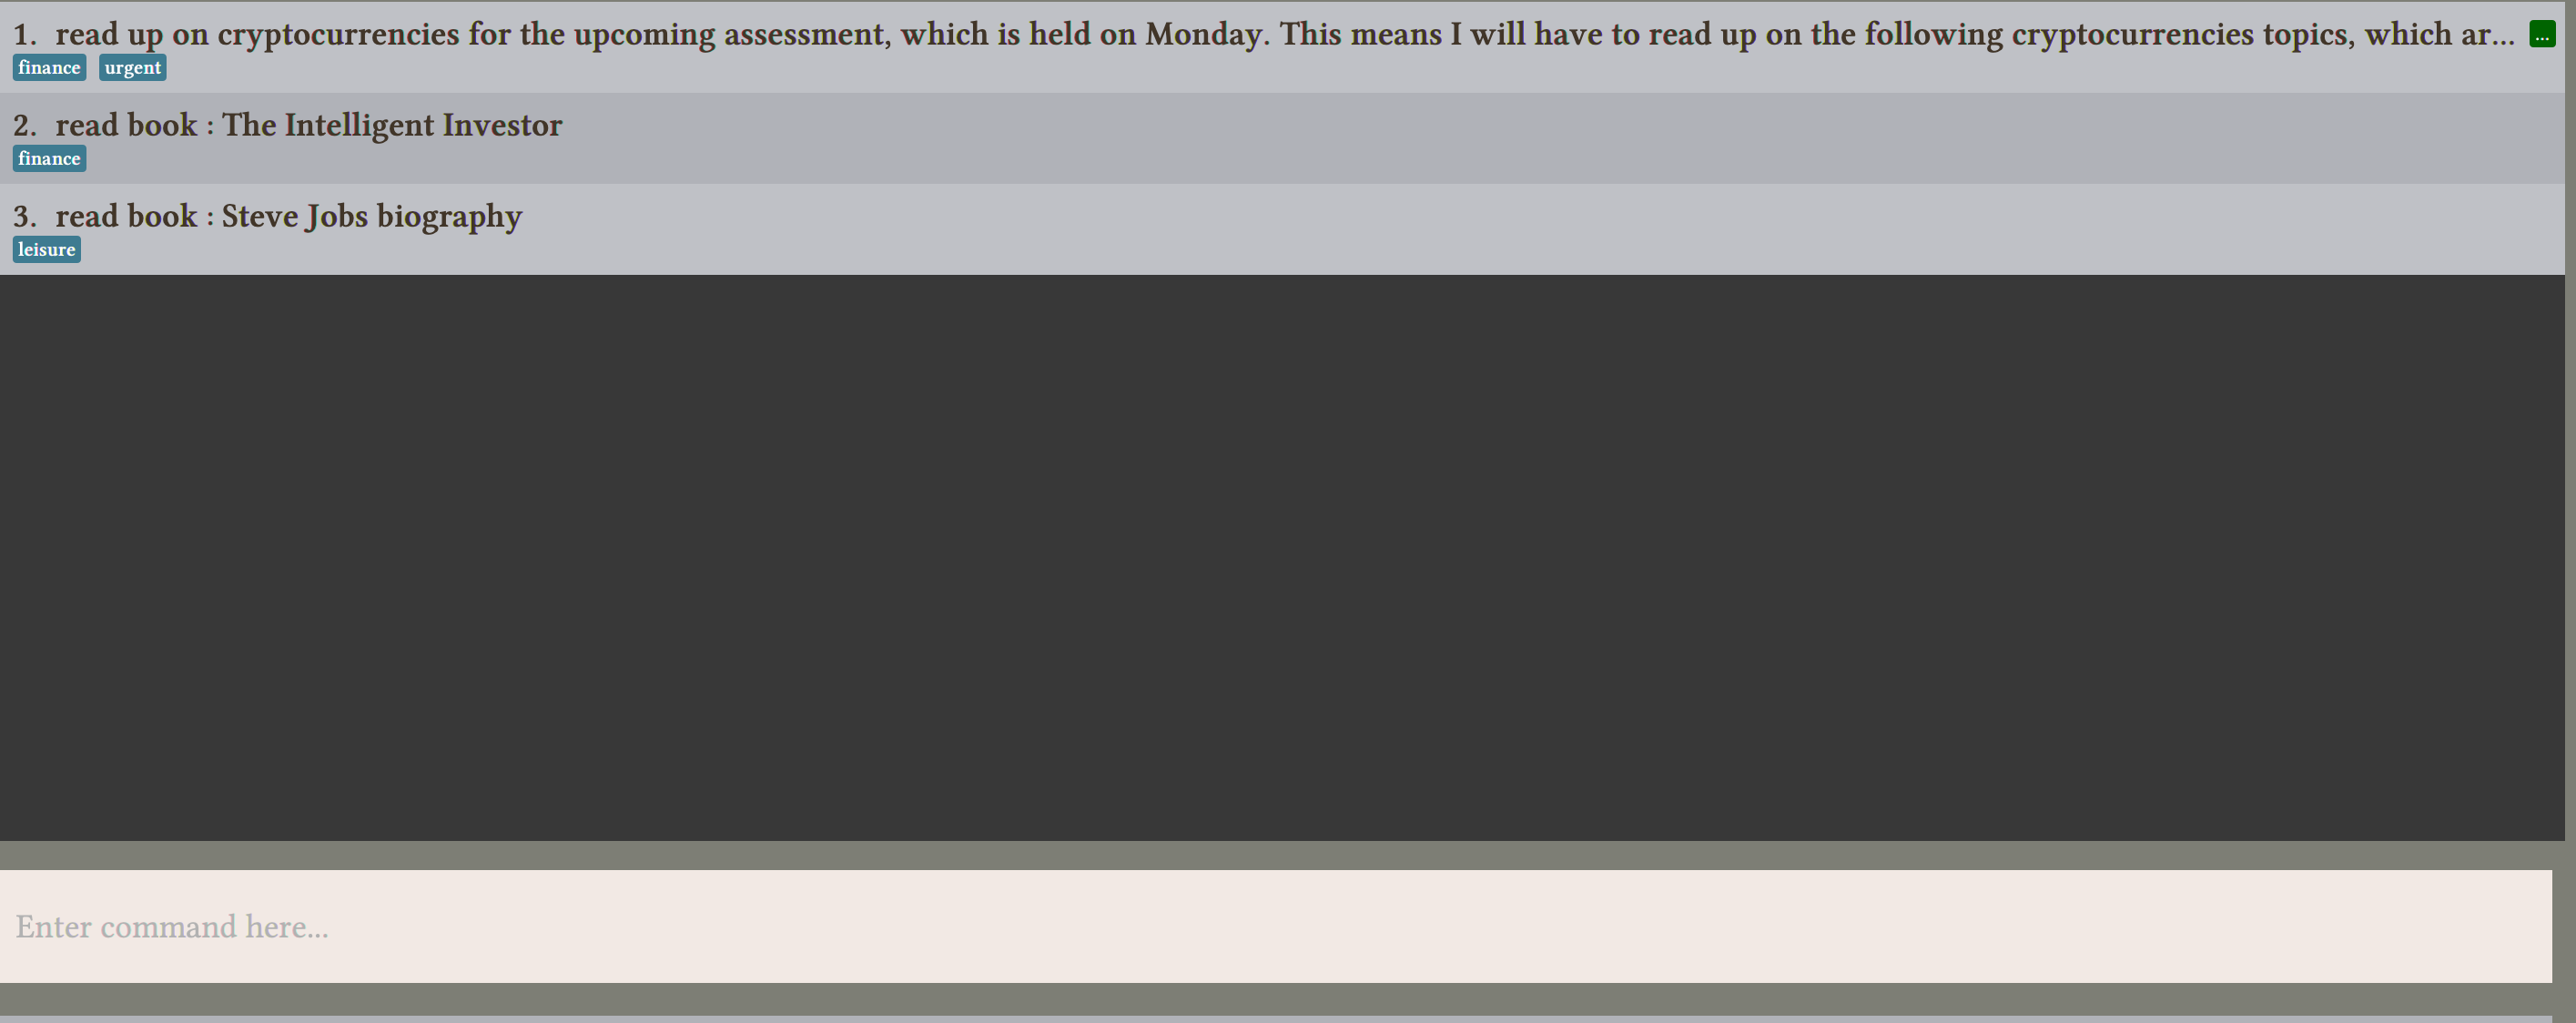 1. read up on cryptocurrencies for the upcoming assessment, which is held on Monday. This means I will have to read up on the following cryptocurrencies topics, which ar... ...
finance urgent
2. read book : The Intelligent Investor
finance
3. read book : Steve Jobs biography
leisure
Enter command here...